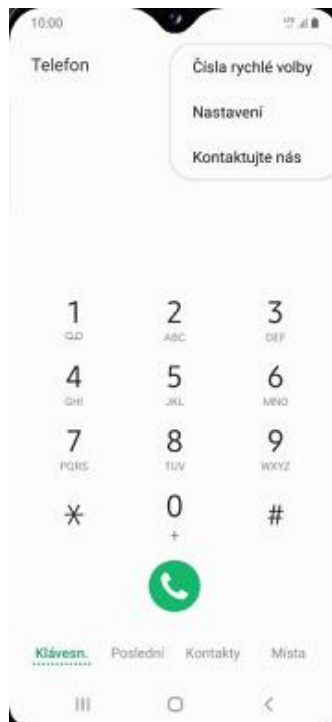 10:00
LTE
Telefon
Čísla rychlé volby
Nastavení
Kontaktujte nás
1 2 3
ABC DEF
4 5 6
GHI JKL MNO
7 8 9
PQRS TUV WXYZ
* 0 #
+
Klávesn. Poslední Kontakty Místa